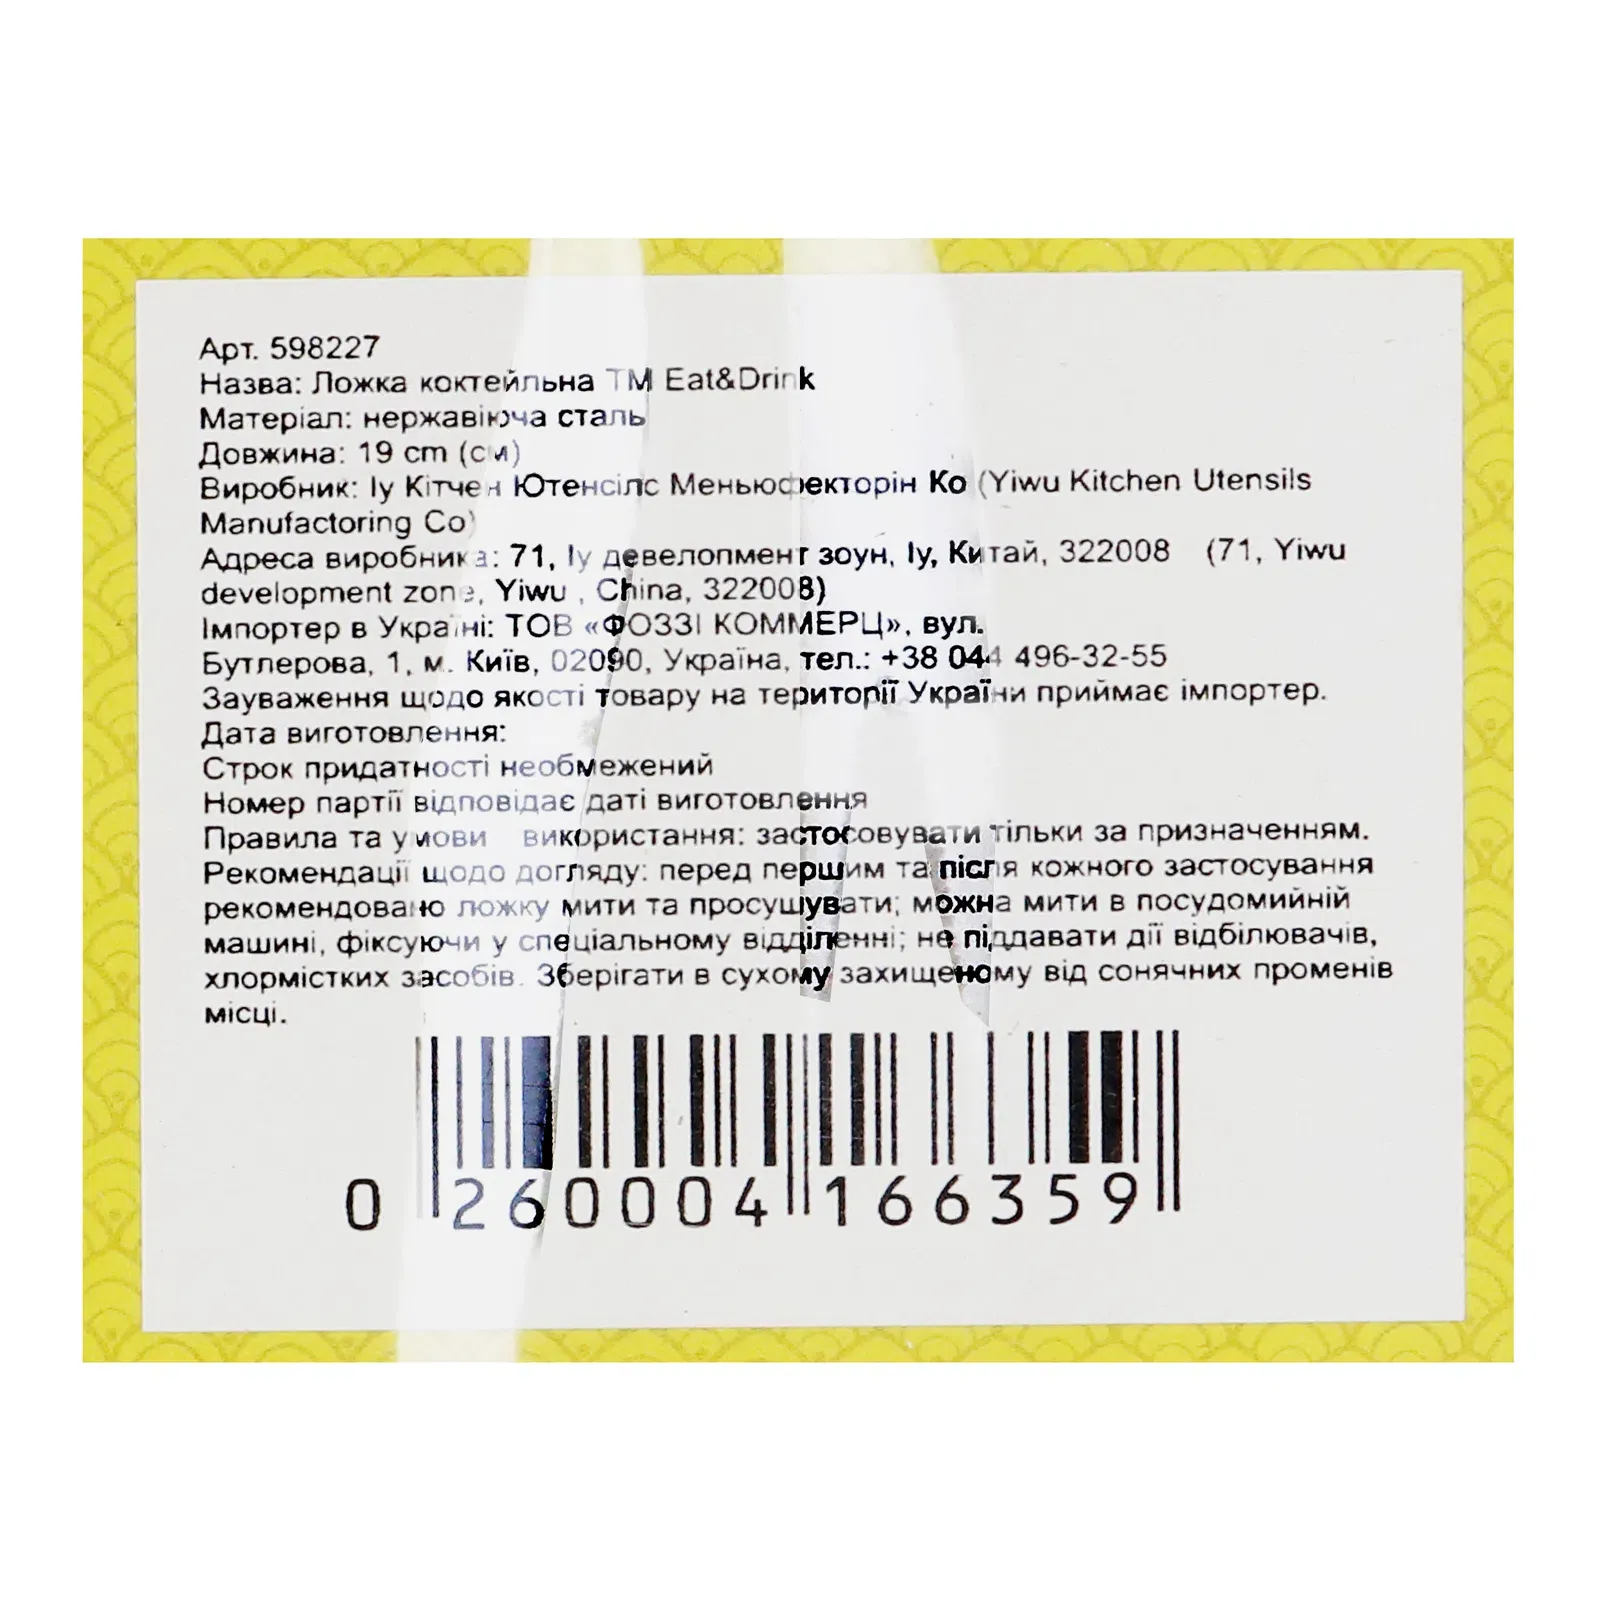 Арт. 598227
Назва: Ложка коктейльна ТМ Eat&Drink
Матеріал: нержавіюча сталь
Довжина: 19 cm (см)
Виробник: Іу Кітчен Ютенсілс Меньюфекторін Ко (Yiwu Kitchen Utensils
Manufactoring Co)
Адреса виробника: 71, Іу девелопмент зоун, Іу, Китай, 322008 (71, Yiwu
development zone, Yiwu , China, 322008)
Імпортер в Україні: ТОВ «ФОЗЗІ КОММЕРЦ», вул.
Бутлерова, 1, м. Київ, 02090, Україна, тел.: +38 044 496-32-55
Зауваження щодо якості товару на території України приймає імпортер.
Дата виготовлення:
Строк придатності необмежений
Номер партії відповідає даті виготовлення
Правила та умови використання: застосовувати тільки за призначенням.
Рекомендації щодо догляду: перед першим та після кожного застосування
рекомендовано ложку мити та просушувати; можна мити в посудомийній
машині, фіксуючи у спеціальному відділенні; не піддавати дії відбілювачів,
хлормістких засобів. Зберігати в сухому захищеному від сонячних променів
місці.
0 260004 166359